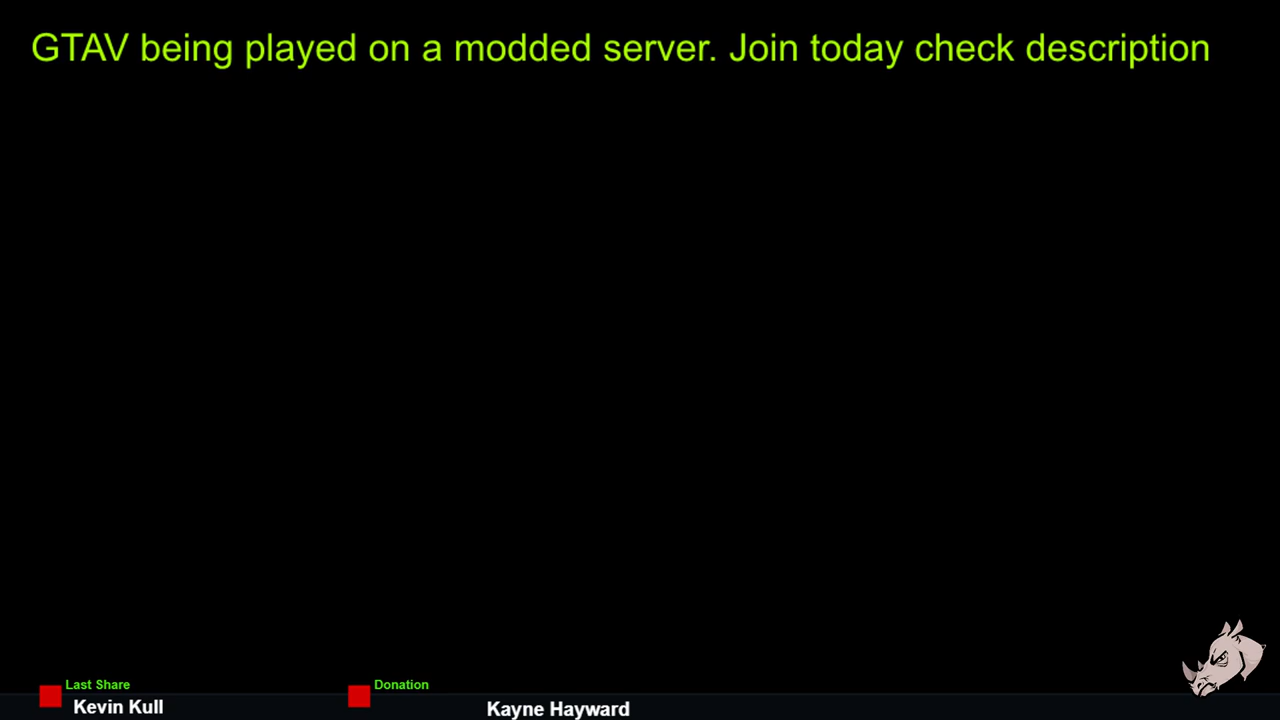 GTAV being played on a modded server. Join today check description
Last Share
Donation
Kevin Kull
Kayne Hayward